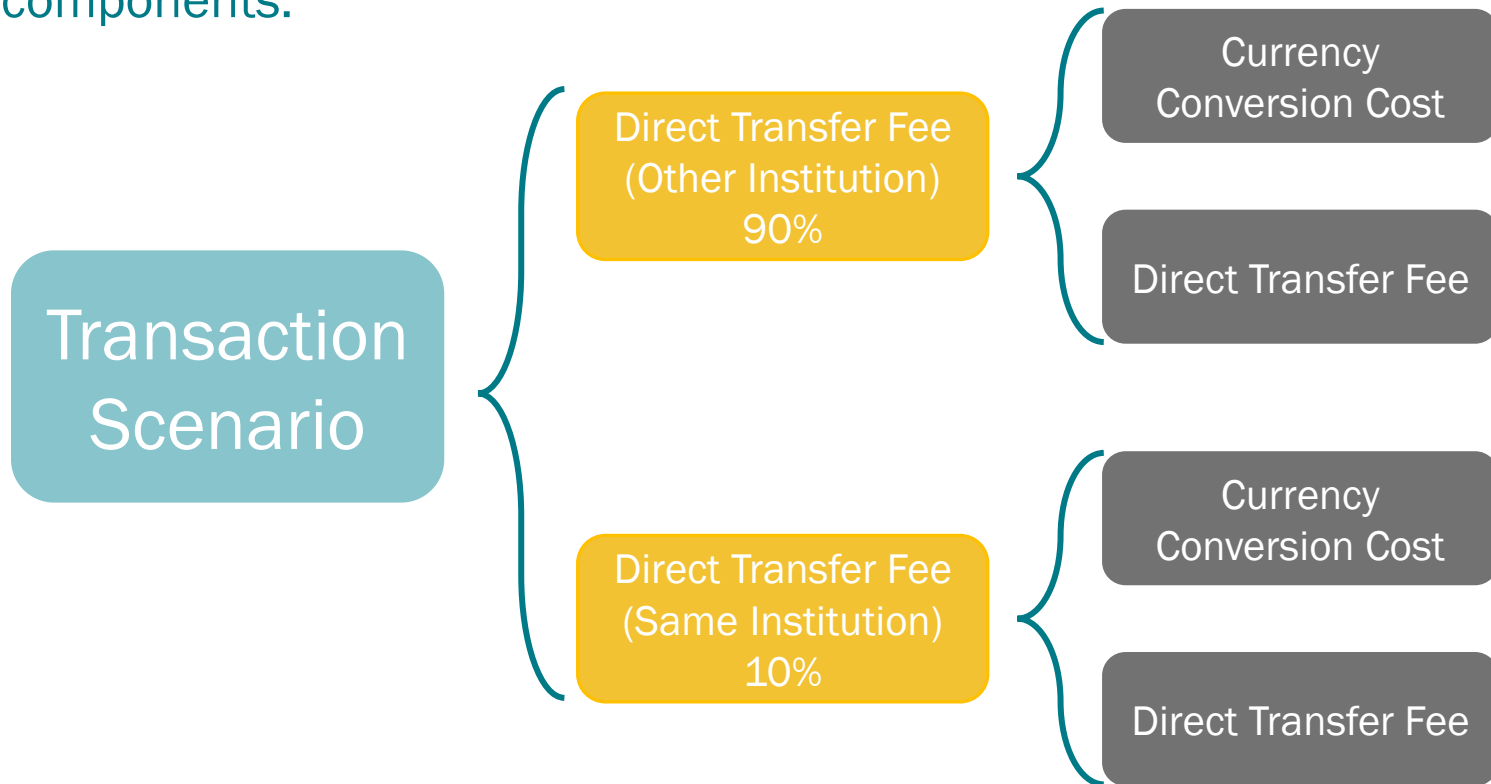 components.
Transaction
Scenario
Direct Transfer Fee
(Other Institution)
90%
Currency
Conversion Cost
Direct Transfer Fee
Direct Transfer Fee
(Same Institution)
10%
Currency
Conversion Cost
Direct Transfer Fee